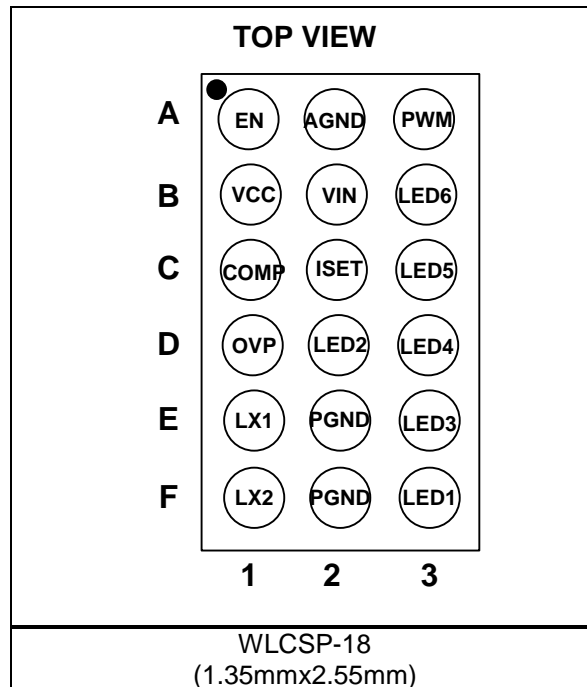 TOP VIEW
A EN AGND PWM
B VCC VIN LED6
C COMP ISET LED5
D OVP LED2 LED4
E LX1 PGND LED3
F LX2 PGND LED1
1 2 3
WLCSP-18
(1.35mmx2.55mm)